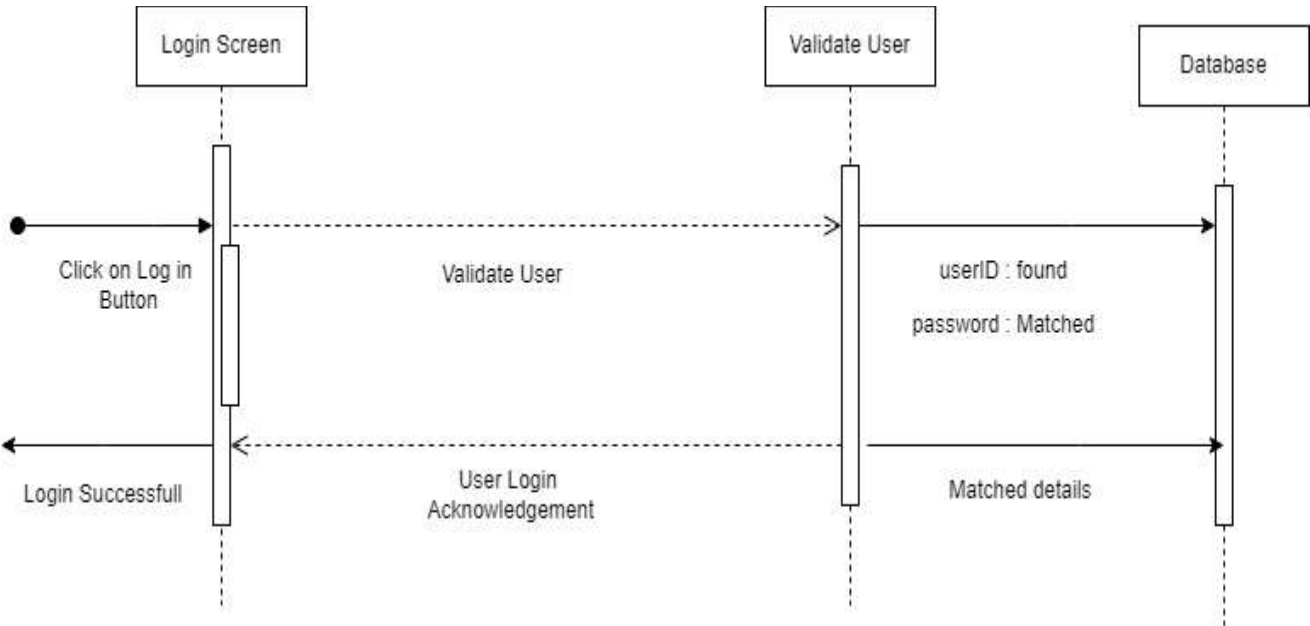 Login Screen
Validate User
Database
Click on Log in
Button
Validate User
userID : found
password : Matched
Login Successfull
User Login
Acknowledgement
Matched details